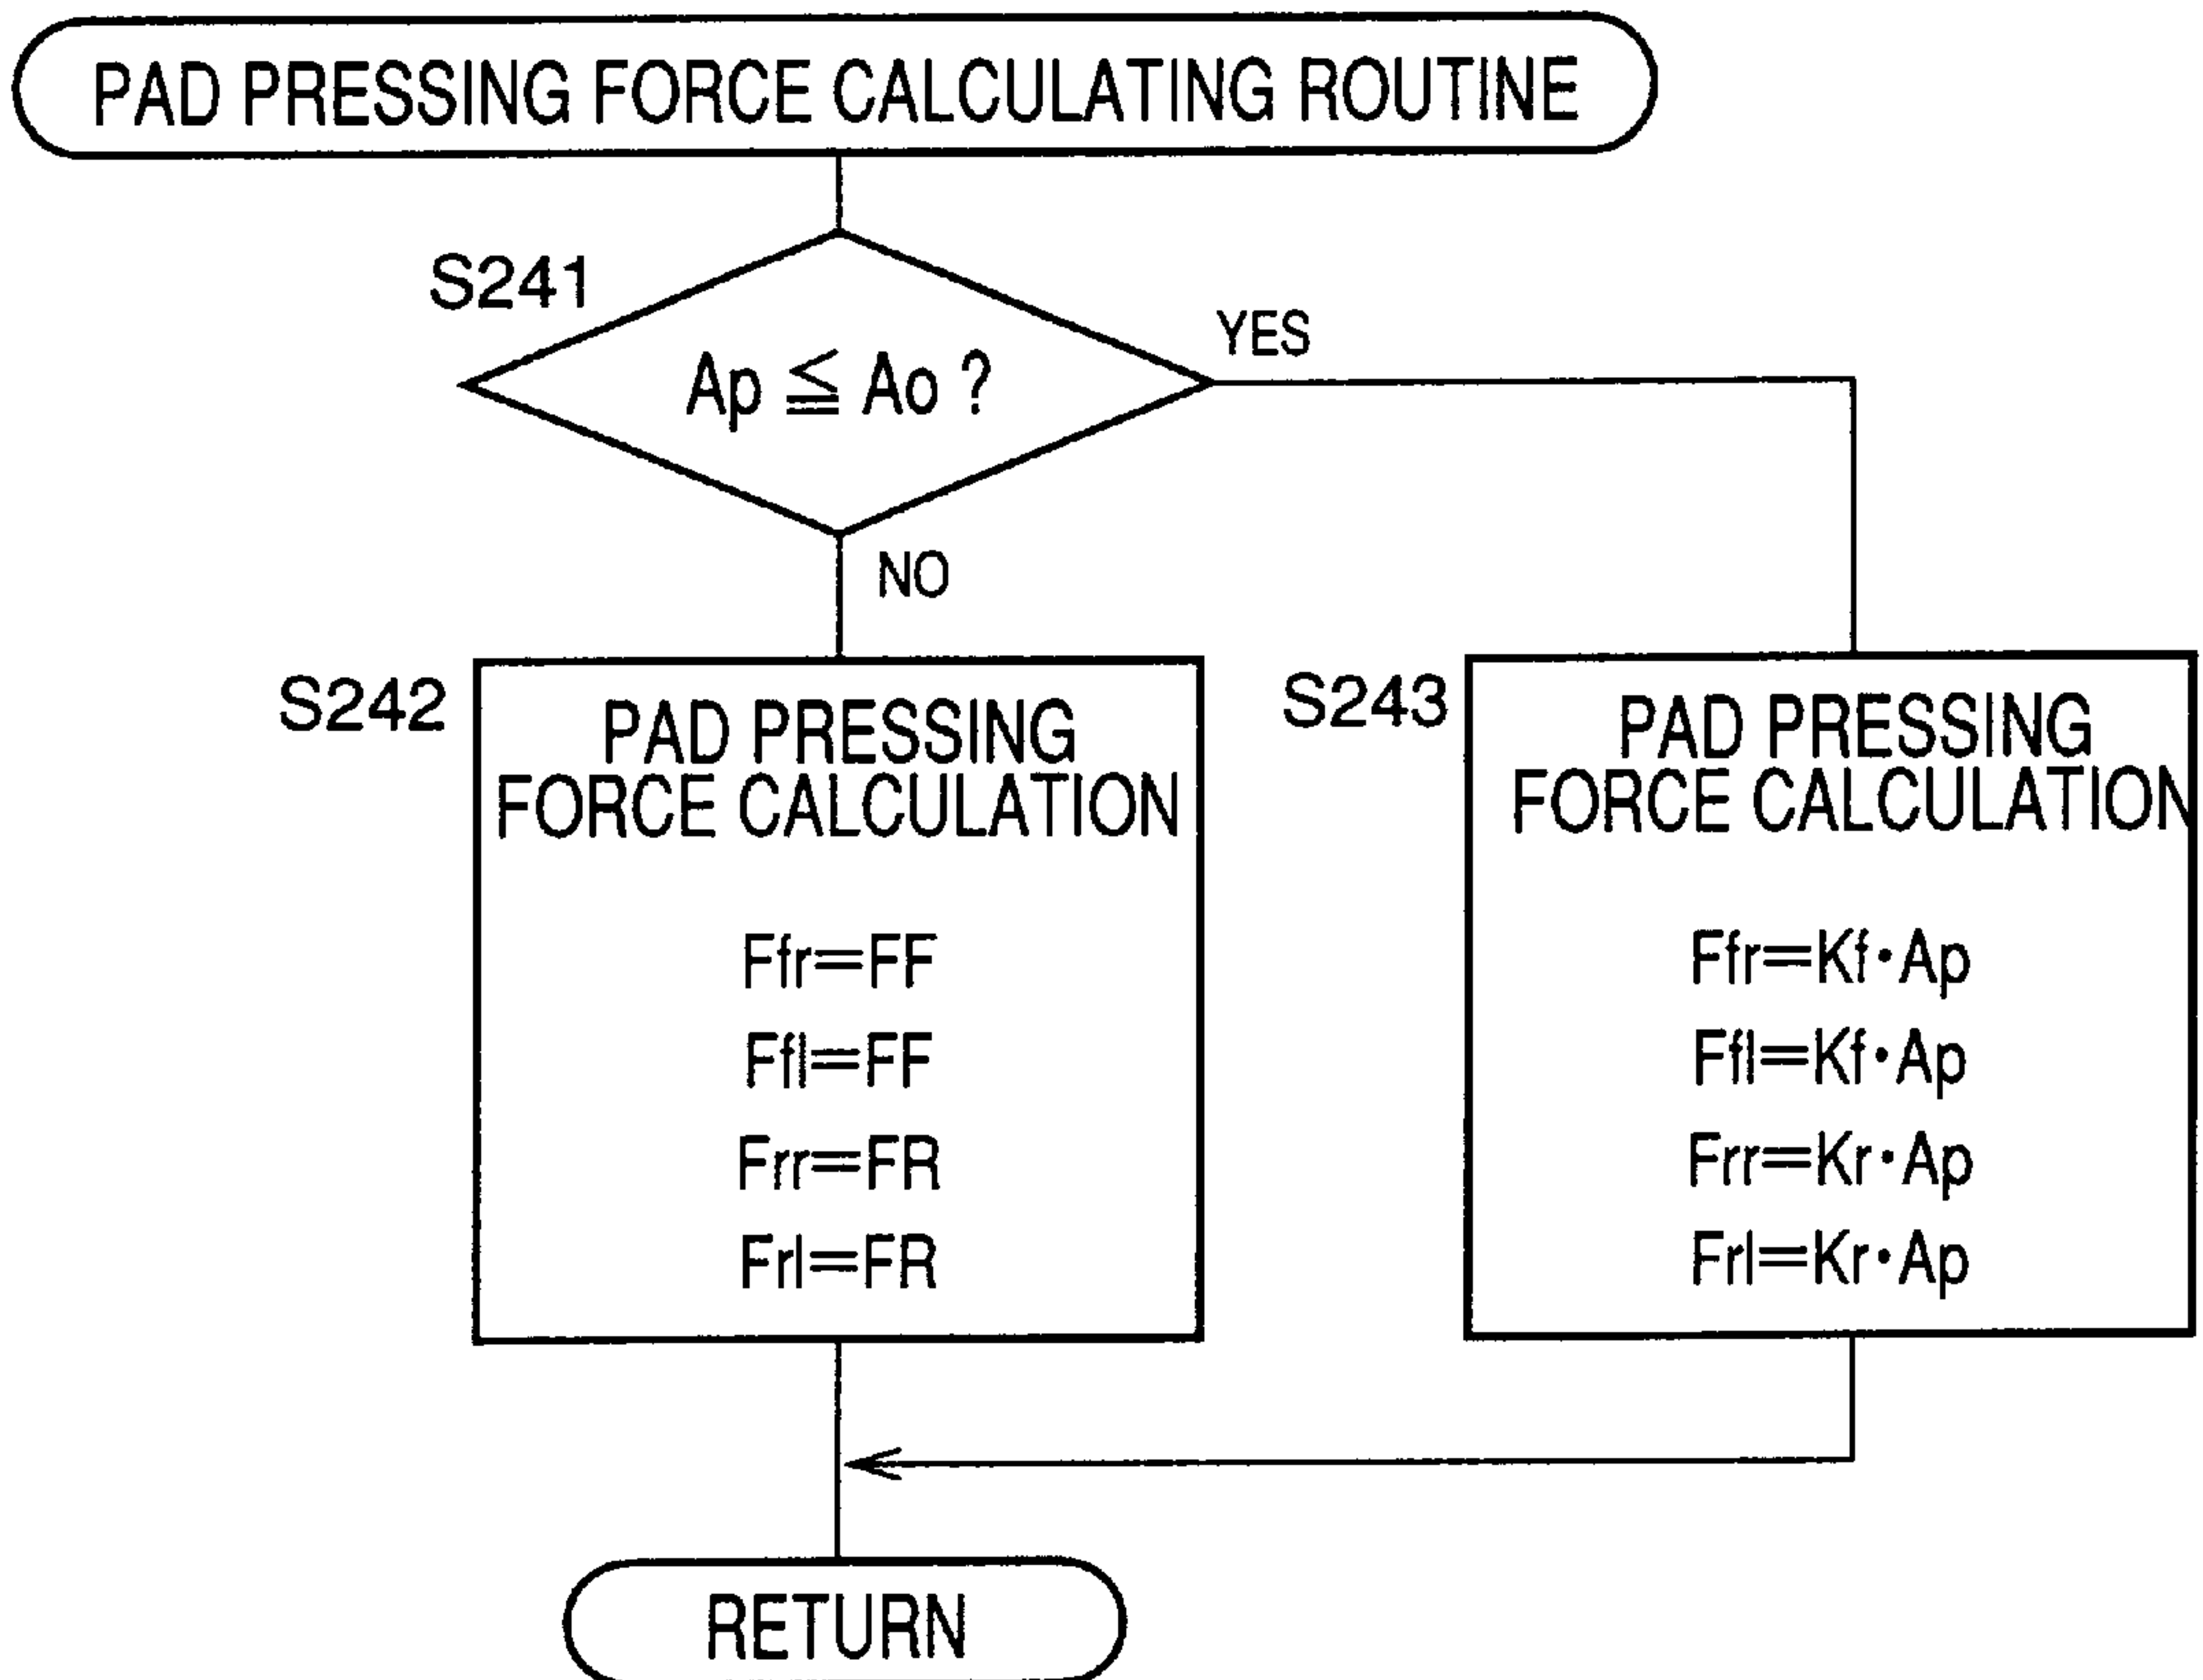 PAD PRESSING FORCE CALCULATING ROUTINE
S241
Ap ≦ Ao ?
YES
NO
S242
PAD PRESSING
FORCE CALCULATION
Ffr=FF
Ffl=FF
Frr=FR
Frl=FR
S243
PAD PRESSING
FORCE CALCULATION
Ffr=Kf·Ap
Ffl=Kf·Ap
Frr=Kr·Ap
Frl=Kr·Ap
RETURN